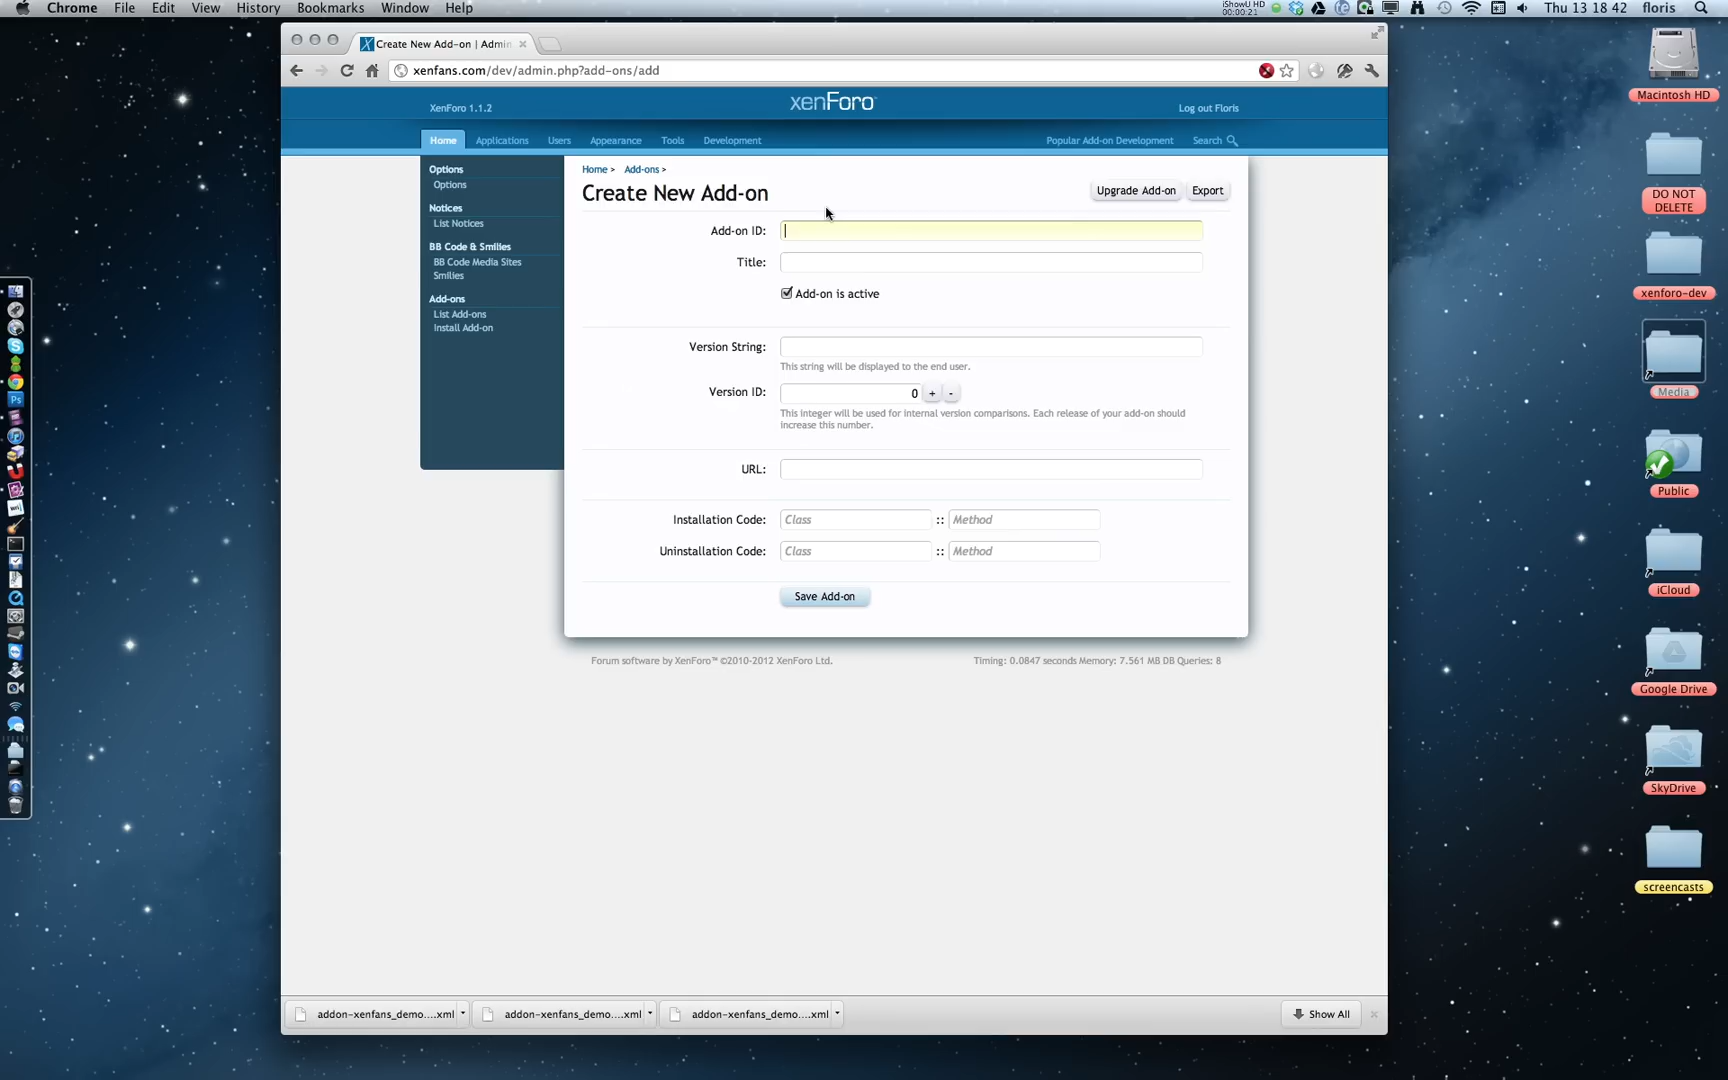 Chrome File Edit View History Bookmarks Window Help
iShowU HD
00:00:21
Thu 13 18 42 floris
Create New Add-on | Admin
xenfans.com/dev/admin.php?add-ons/add
XenForo 1.1.2
xenForo
Log out Floris
Home Applications Users Appearance Tools Development
Popular Add-on Development Search
Options
Options
Notices
List Notices
BB Code & Smilies
BB Code Media Sites
Smilies
Add-ons
List Add-ons
Install Add-on
Home > Add-ons >
Create New Add-on
Upgrade Add-on Export
Add-on ID:
Title:
Add-on is active
Version String:
This string will be displayed to the end user.
Version ID: 0 + -
This integer will be used for internal version comparisons. Each release of your add-on should
increase this number.
URL:
Installation Code: Class :: Method
Uninstallation Code: Class :: Method
Save Add-on
Forum software by XenForo™ ©2010-2012 XenForo Ltd.
Timing: 0.0847 seconds Memory: 7.561 MB DB Queries: 8
addon-xenfans_demo....xml
addon-xenfans_demo....xml
addon-xenfans_demo....xml
Show All
Macintosh HD
DO NOT
DELETE
xenforo-dev
Media
Public
iCloud
Google Drive
SkyDrive
screencasts